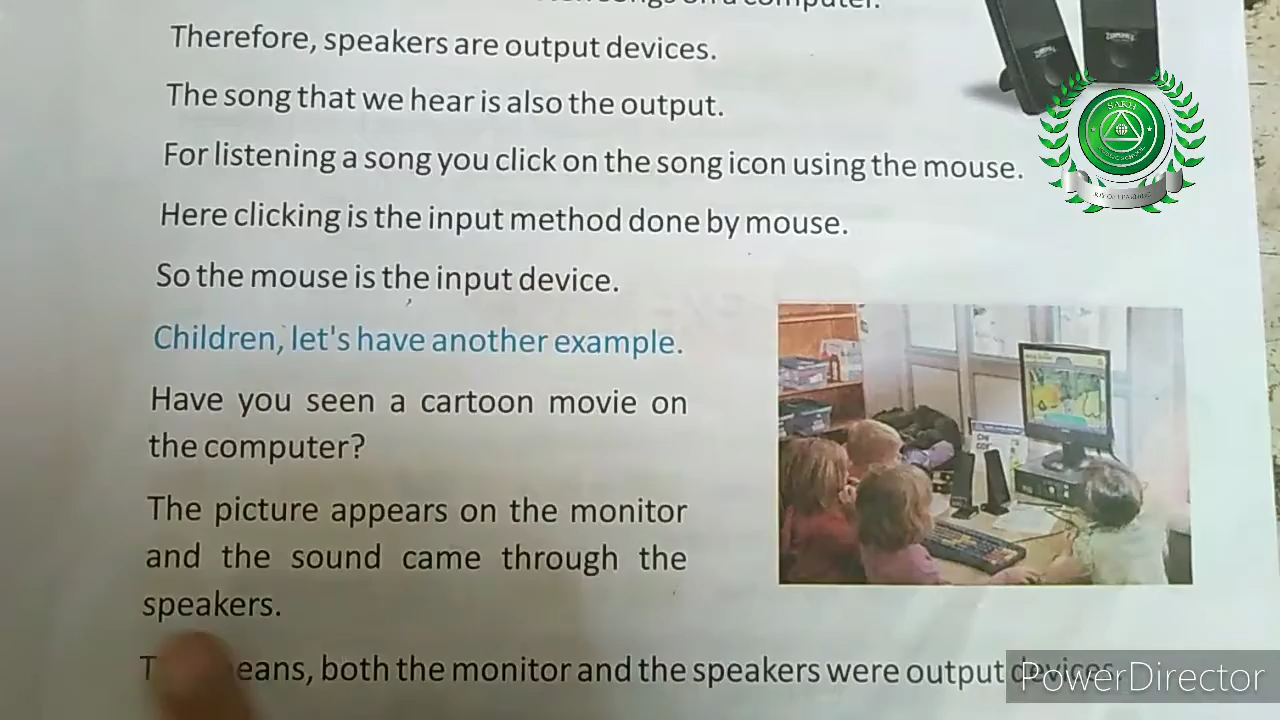 computer.
Therefore, speakers are output devices.
The song that we hear is also the output.
For listening a song you click on the song icon using the mouse.
Here clicking is the input method done by mouse.
So the mouse is the input device.
Children, let's have another example.
Have you seen a cartoon movie on
the computer?
The picture appears on the monitor
and the sound came through the
speakers.
both the monitor and the speakers were output devices.
SAKH
PowerDirector